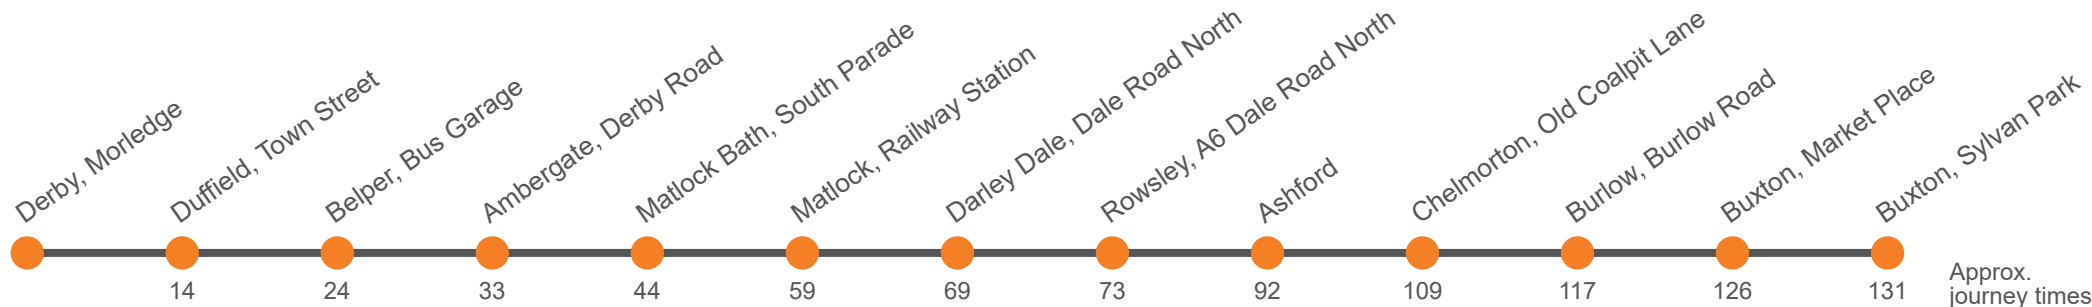 Derby, Morledge
Duffield, Town Street
Belper, Bus Garage
Ambergate, Derby Road
Matlock Bath, South Parade
Matlock, Railway Station
Darley Dale, Dale Road North
Rowsley, A6 Dale Road North
Ashford
Chelmorton, Old Coalpit Lane
Burlow, Burlow Road
Buxton, Market Place
Buxton, Sylvan Park
14 24 33 44 59 69 73 92 109 117 126 131
Approx.
journey times